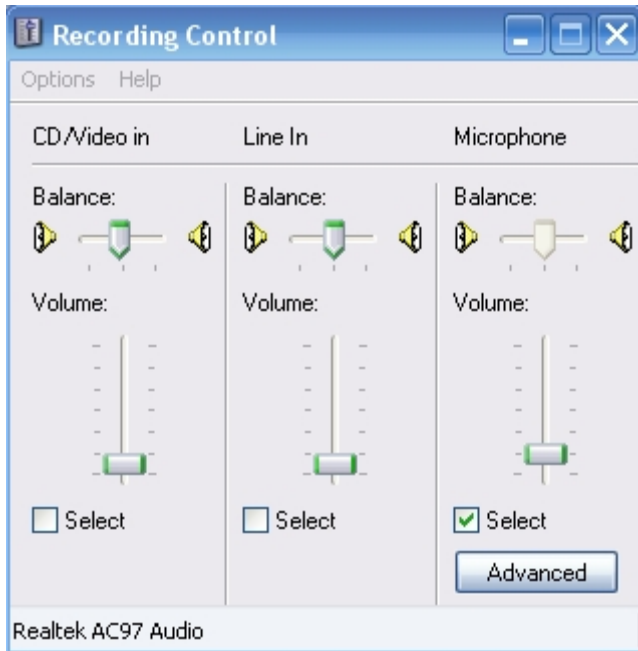 Recording Control
Options Help
CD/Video in Line In Microphone
Balance: Balance: Balance:
Volume: Volume: Volume:
Select Select Select
Advanced
Realtek AC97 Audio